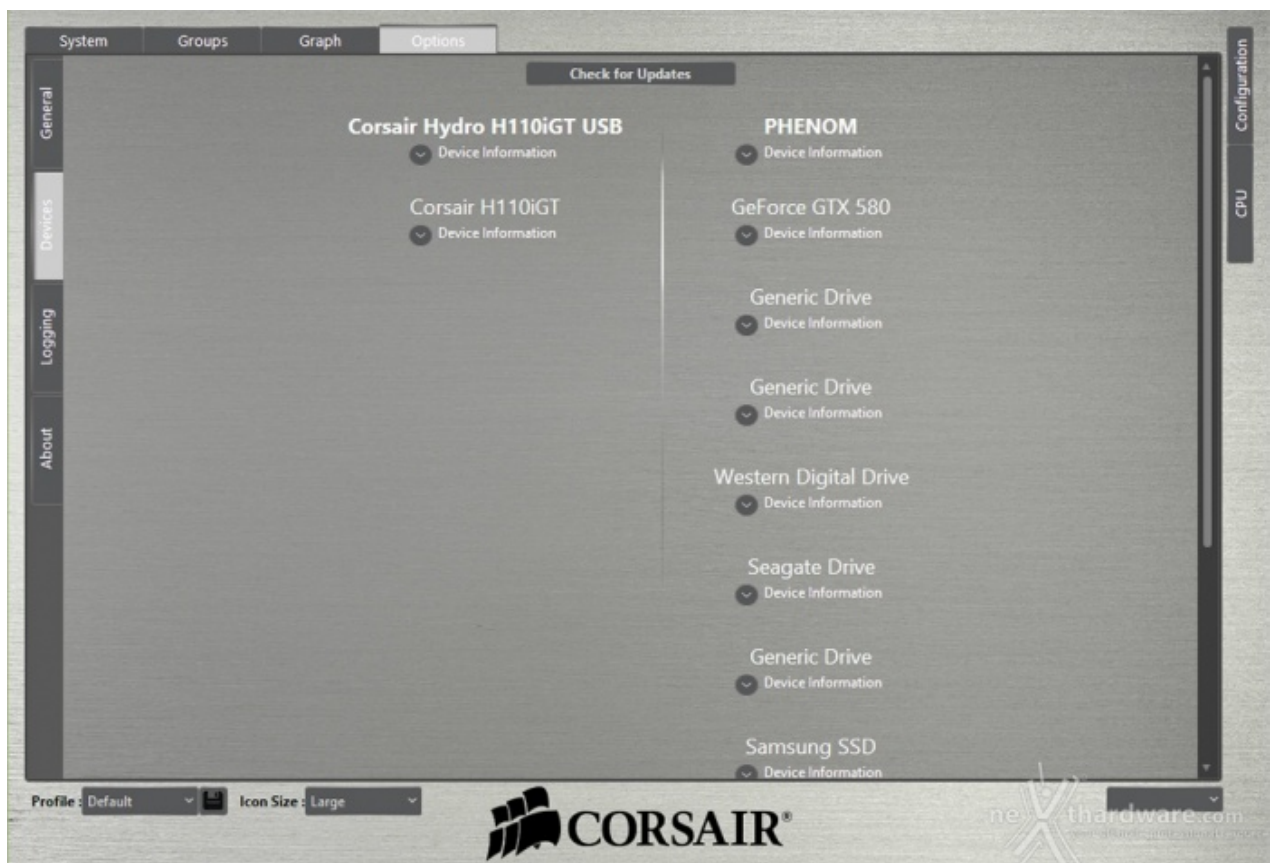 System Groups Graph Options
Check for Updates
General
Devices
Logging
About
Corsair Hydro H110iGT USB
Device Information
Corsair H110iGT
Device Information
PHENOM
Device Information
GeForce GTX 580
Device Information
Generic Drive
Device Information
Generic Drive
Device Information
Western Digital Drive
Device Information
Seagate Drive
Device Information
Generic Drive
Device Information
Samsung SSD
Device Information
Configuration
CPU
Profile : Default Icon Size : Large
CORSAIR®
nexthardware.com